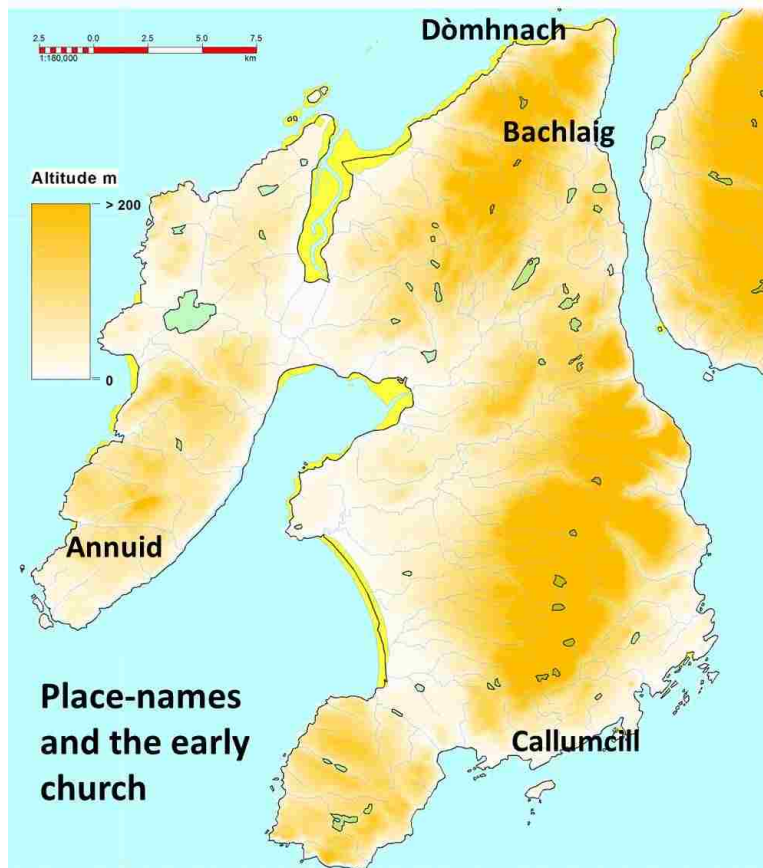 Dòmhnach
2.5 0.0 2.5 5.0 7.5
1:180,000
km
Bachlaig
Altitude m
> 200
0
Annuid
Place-names
and the early
church
Callumcill